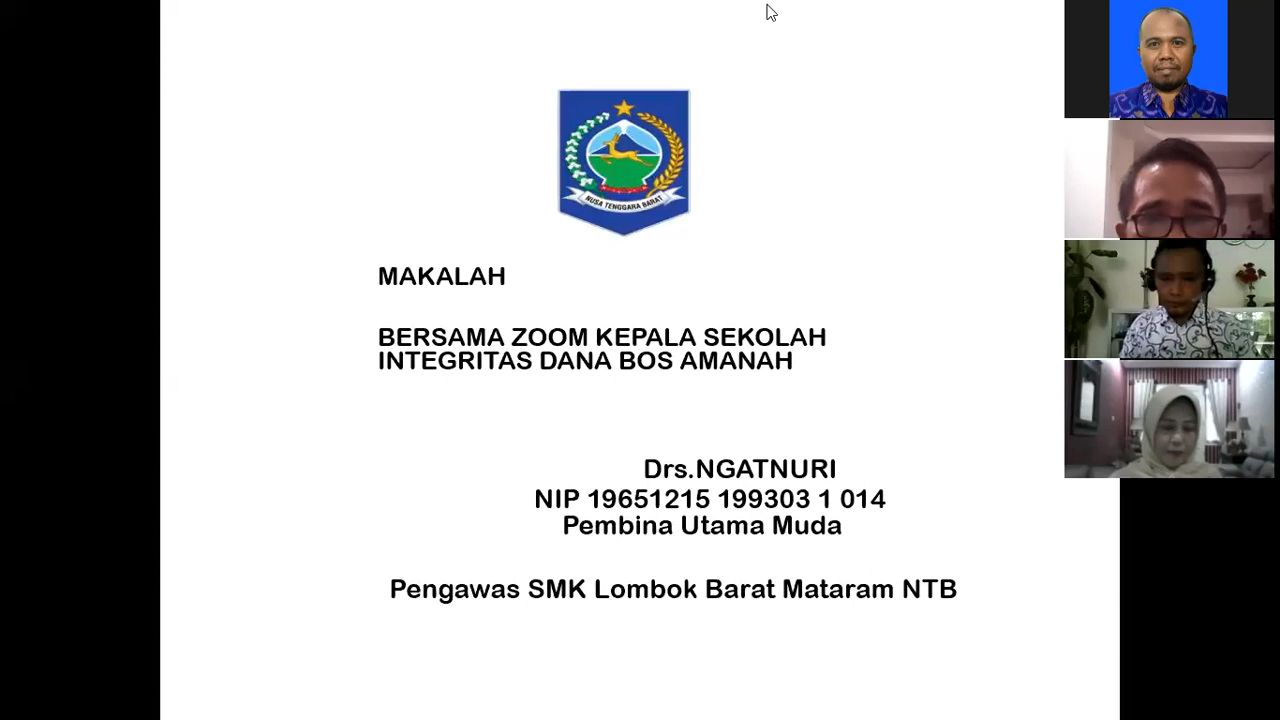 NUSA TENGGARA BARAT
MAKALAH
BERSAMA ZOOM KEPALA SEKOLAH
INTEGRITAS DANA BOS AMANAH
Drs.NGATNURI
NIP 19651215 199303 1 014
Pembina Utama Muda
Pengawas SMK Lombok Barat Mataram NTB